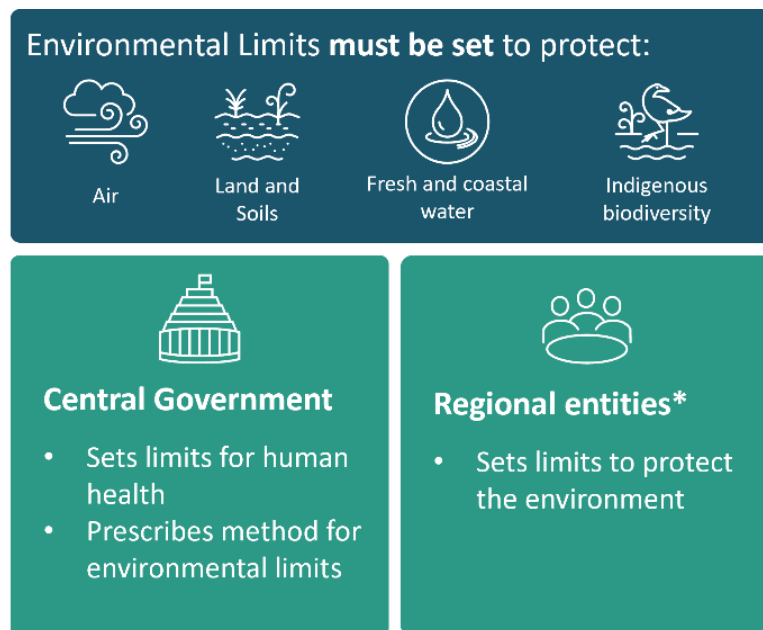 Environmental Limits must be set to protect:
Air
Land and
Soils
Fresh and coastal
water
Indigenous
biodiversity
Central Government
• Sets limits for human
health
• Prescribes method for
environmental limits
Regional entities*
• Sets limits to protect
the environment